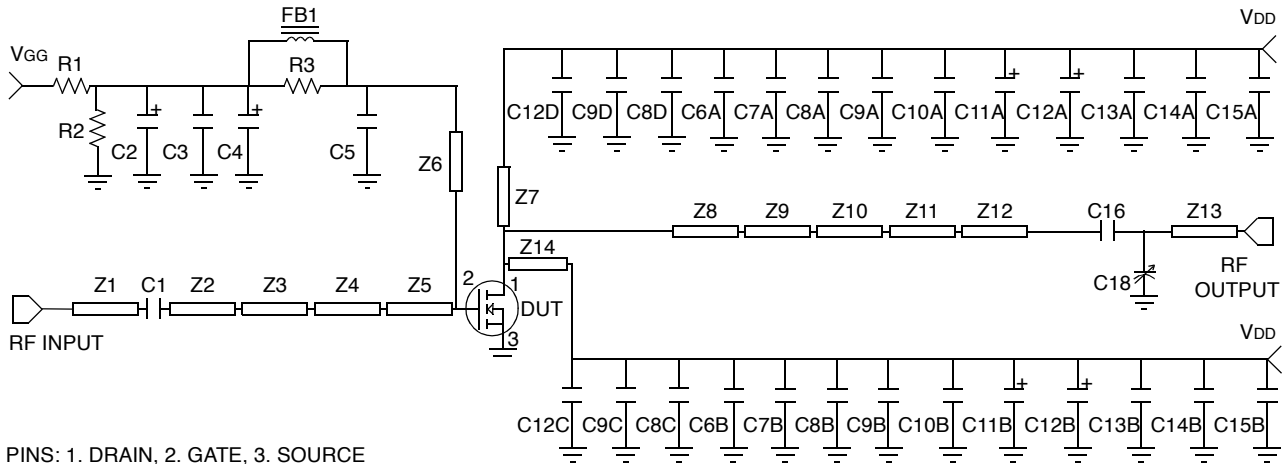 FB1
VGG
R1
R3
R2
C2
C3
C4
C5
Z6
VDD
C12D
C9D
C8D
C6A
C7A
C8A
C9A
C10A
C11A
+
C12A
+
C13A
C14A
C15A
+
+
Z7
Z8
Z9
Z10
Z11
Z12
C16
Z13
RF
OUTPUT
C18
Z14
Z1
C1
Z2
Z3
Z4
Z5
2
1
DUT
3
RF INPUT
VDD
C12C
C9C
C8C
C6B
C7B
C8B
C9B
C10B
C11B
+
C12B
+
C13B
C14B
C15B
PINS: 1. DRAIN, 2. GATE, 3. SOURCE